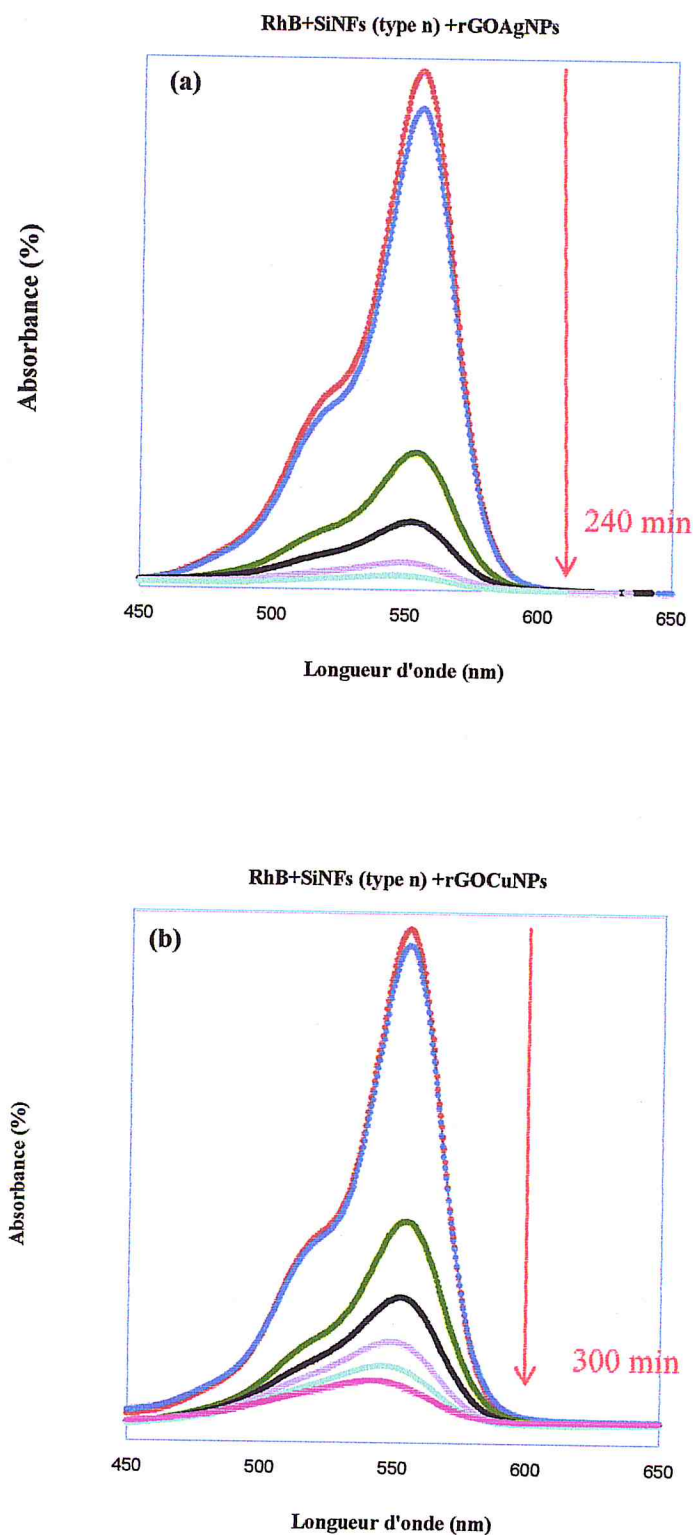 RhB+SiNFs (type n) +rGOAgNPs
(a)
Absorbance (%)
240 min
450 500 550 600 650
Longueur d'onde (nm)
RhB+SiNFs (type n) +rGOCuNPs
(b)
Absorbance (%)
300 min
450 500 550 600 650
Longueur d'onde (nm)